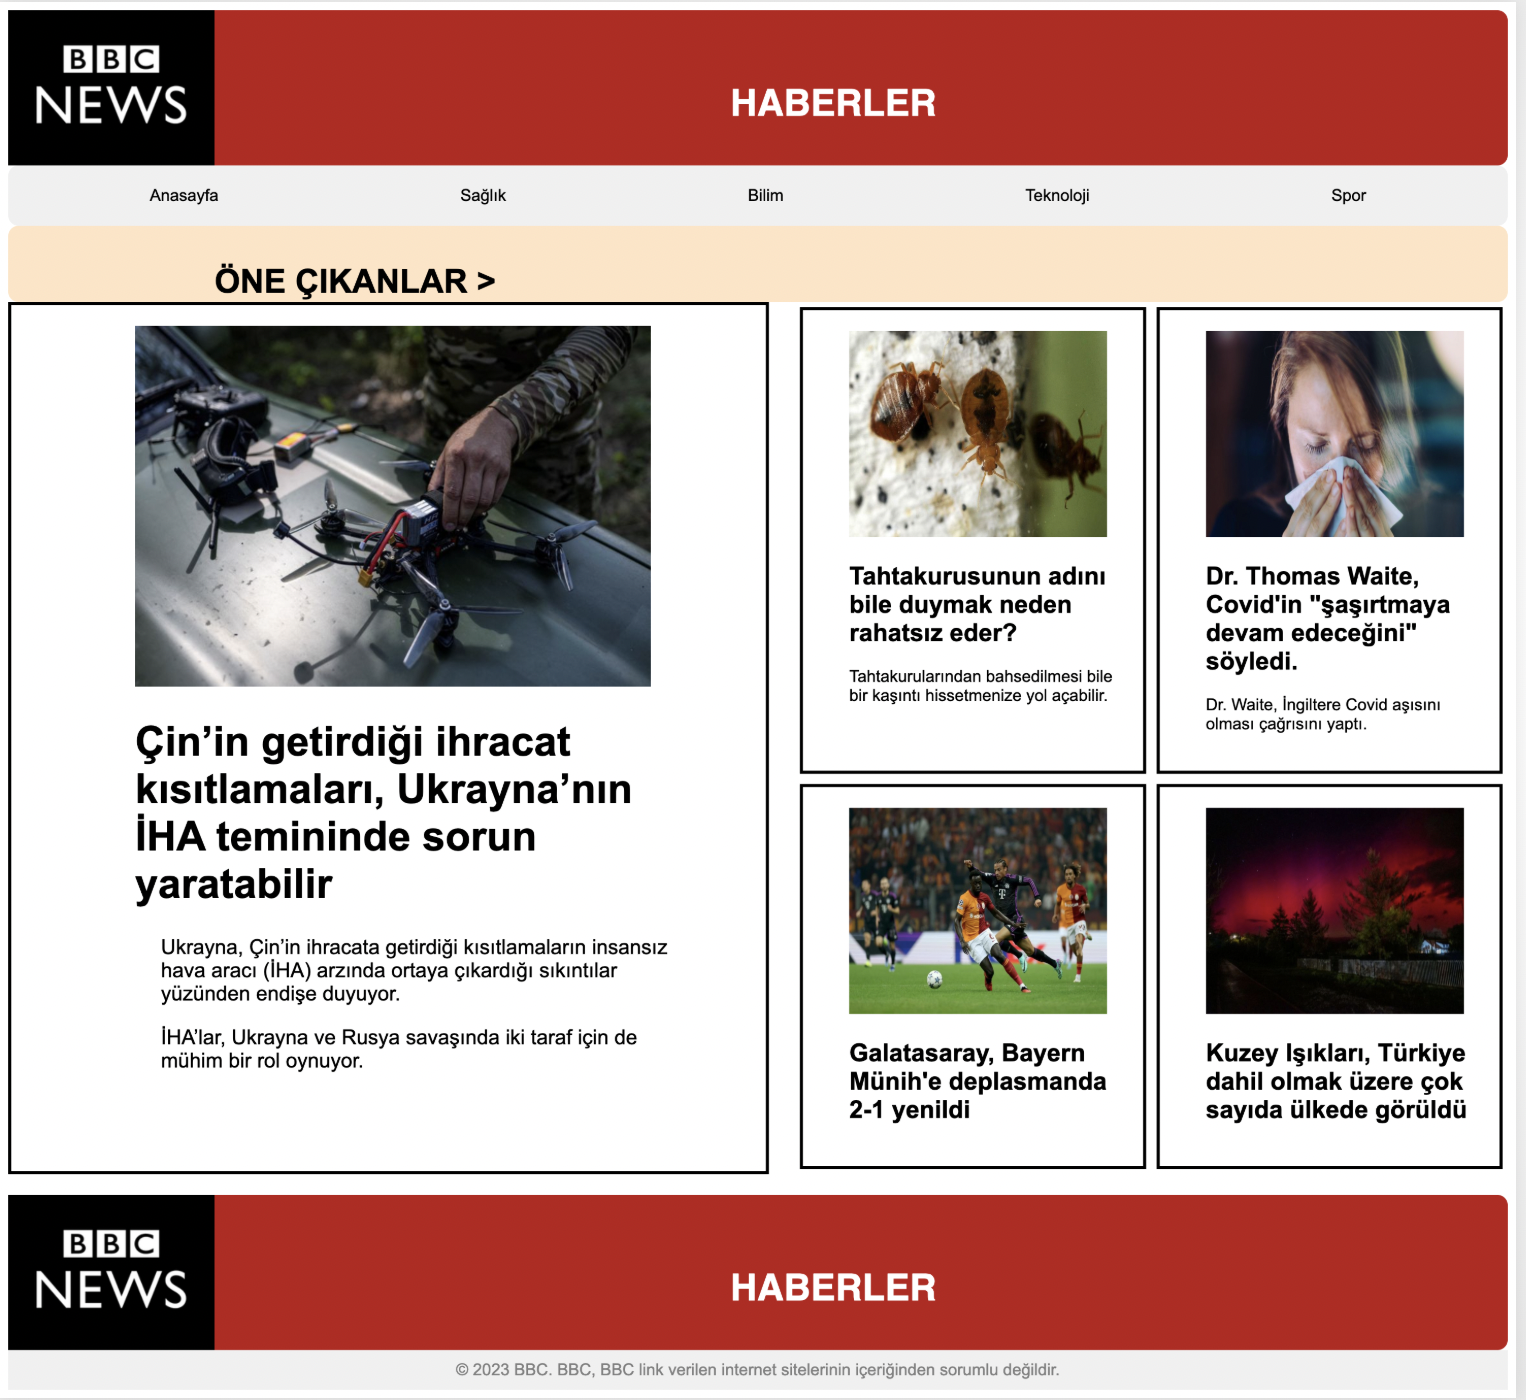 BBC
NEWS
HABERLER
Anasayfa
Sağlık
Bilim
Teknoloji
Spor
ÖNE ÇIKANLAR >
Çin’in getirdiği ihracat
kısıtlamaları, Ukrayna’nın
İHA temininde sorun
yaratabilir
Ukrayna, Çin’in ihracata getirdiği kısıtlamaların insansız
hava aracı (İHA) arzında ortaya çıkardığı sıkıntılar
yüzünden endişe duyuyor.
İHA’lar, Ukrayna ve Rusya savaşında iki taraf için de
mühim bir rol oynuyor.
Tahtakurusunun adını
bile duymak neden
rahatsız eder?
Tahtakurularından bahsedilmesi bile
bir kaşıntı hissetmenize yol açabilir.
Dr. Thomas Waite,
Covid'in "şaşırtmaya
devam edeceğini"
söyledi.
Dr. Waite, İngiltere Covid aşısını
olması çağrısını yaptı.
Galatasaray, Bayern
Münih'e deplasmanda
2-1 yenildi
Kuzey Işıkları, Türkiye
dahil olmak üzere çok
sayıda ülkede görüldü
BBC
NEWS
HABERLER
© 2023 BBC. BBC, BBC link verilen internet sitelerinin içeriğinden sorumlu değildir.